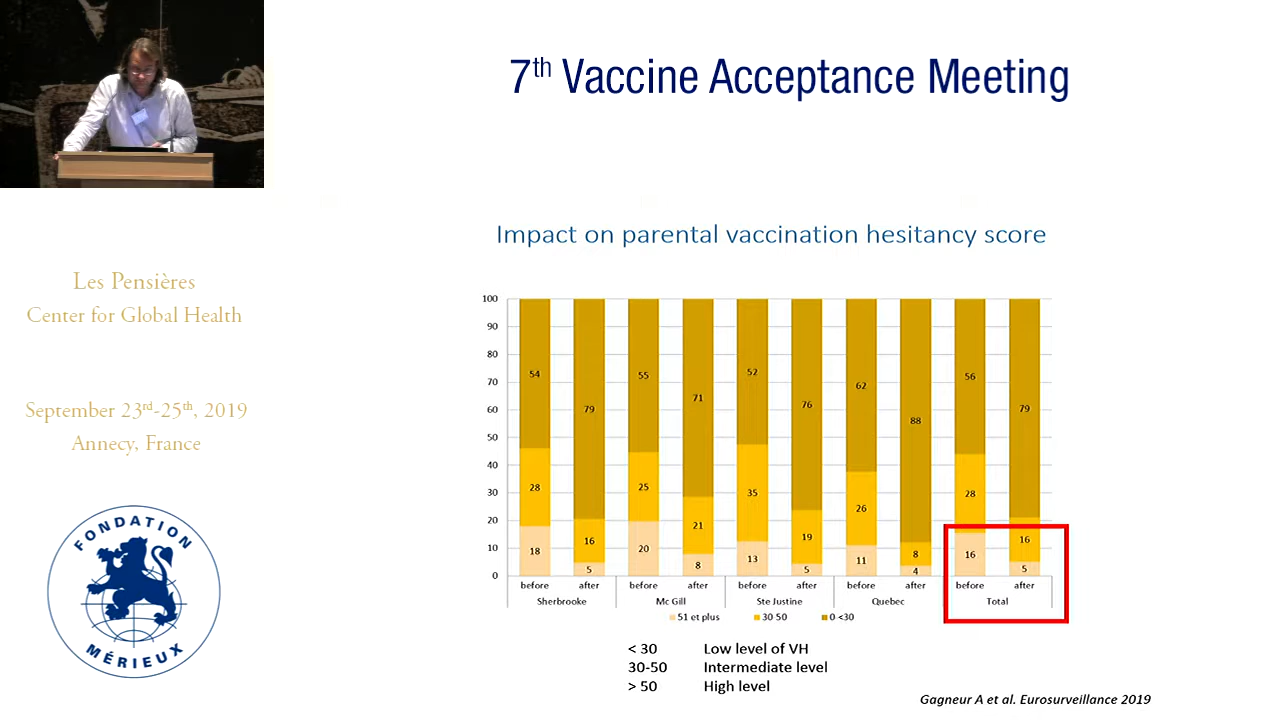 7th Vaccine Acceptance Meeting
Les Pensières
Center for Global Health
September 23rd-25th, 2019
Annecy, France
FONDATION
MÉRIEUX
Impact on parental vaccination hesitancy score
100
90
80
70
60
50
40
30
20
10
0
54 79 55 71 52 76 62 88 56 79
28 16 25 21 35 19 26 8 28 16
18 5 20 8 13 5 11 4 16 5
before after before after before after before after before after
Sherbrooke Mc Gill Ste Justine Quebec Total
51 et plus 30 50 0 <30
< 30 Low level of VH
30-50 Intermediate level
> 50 High level
Gagneur A et al. Eurosurveillance 2019